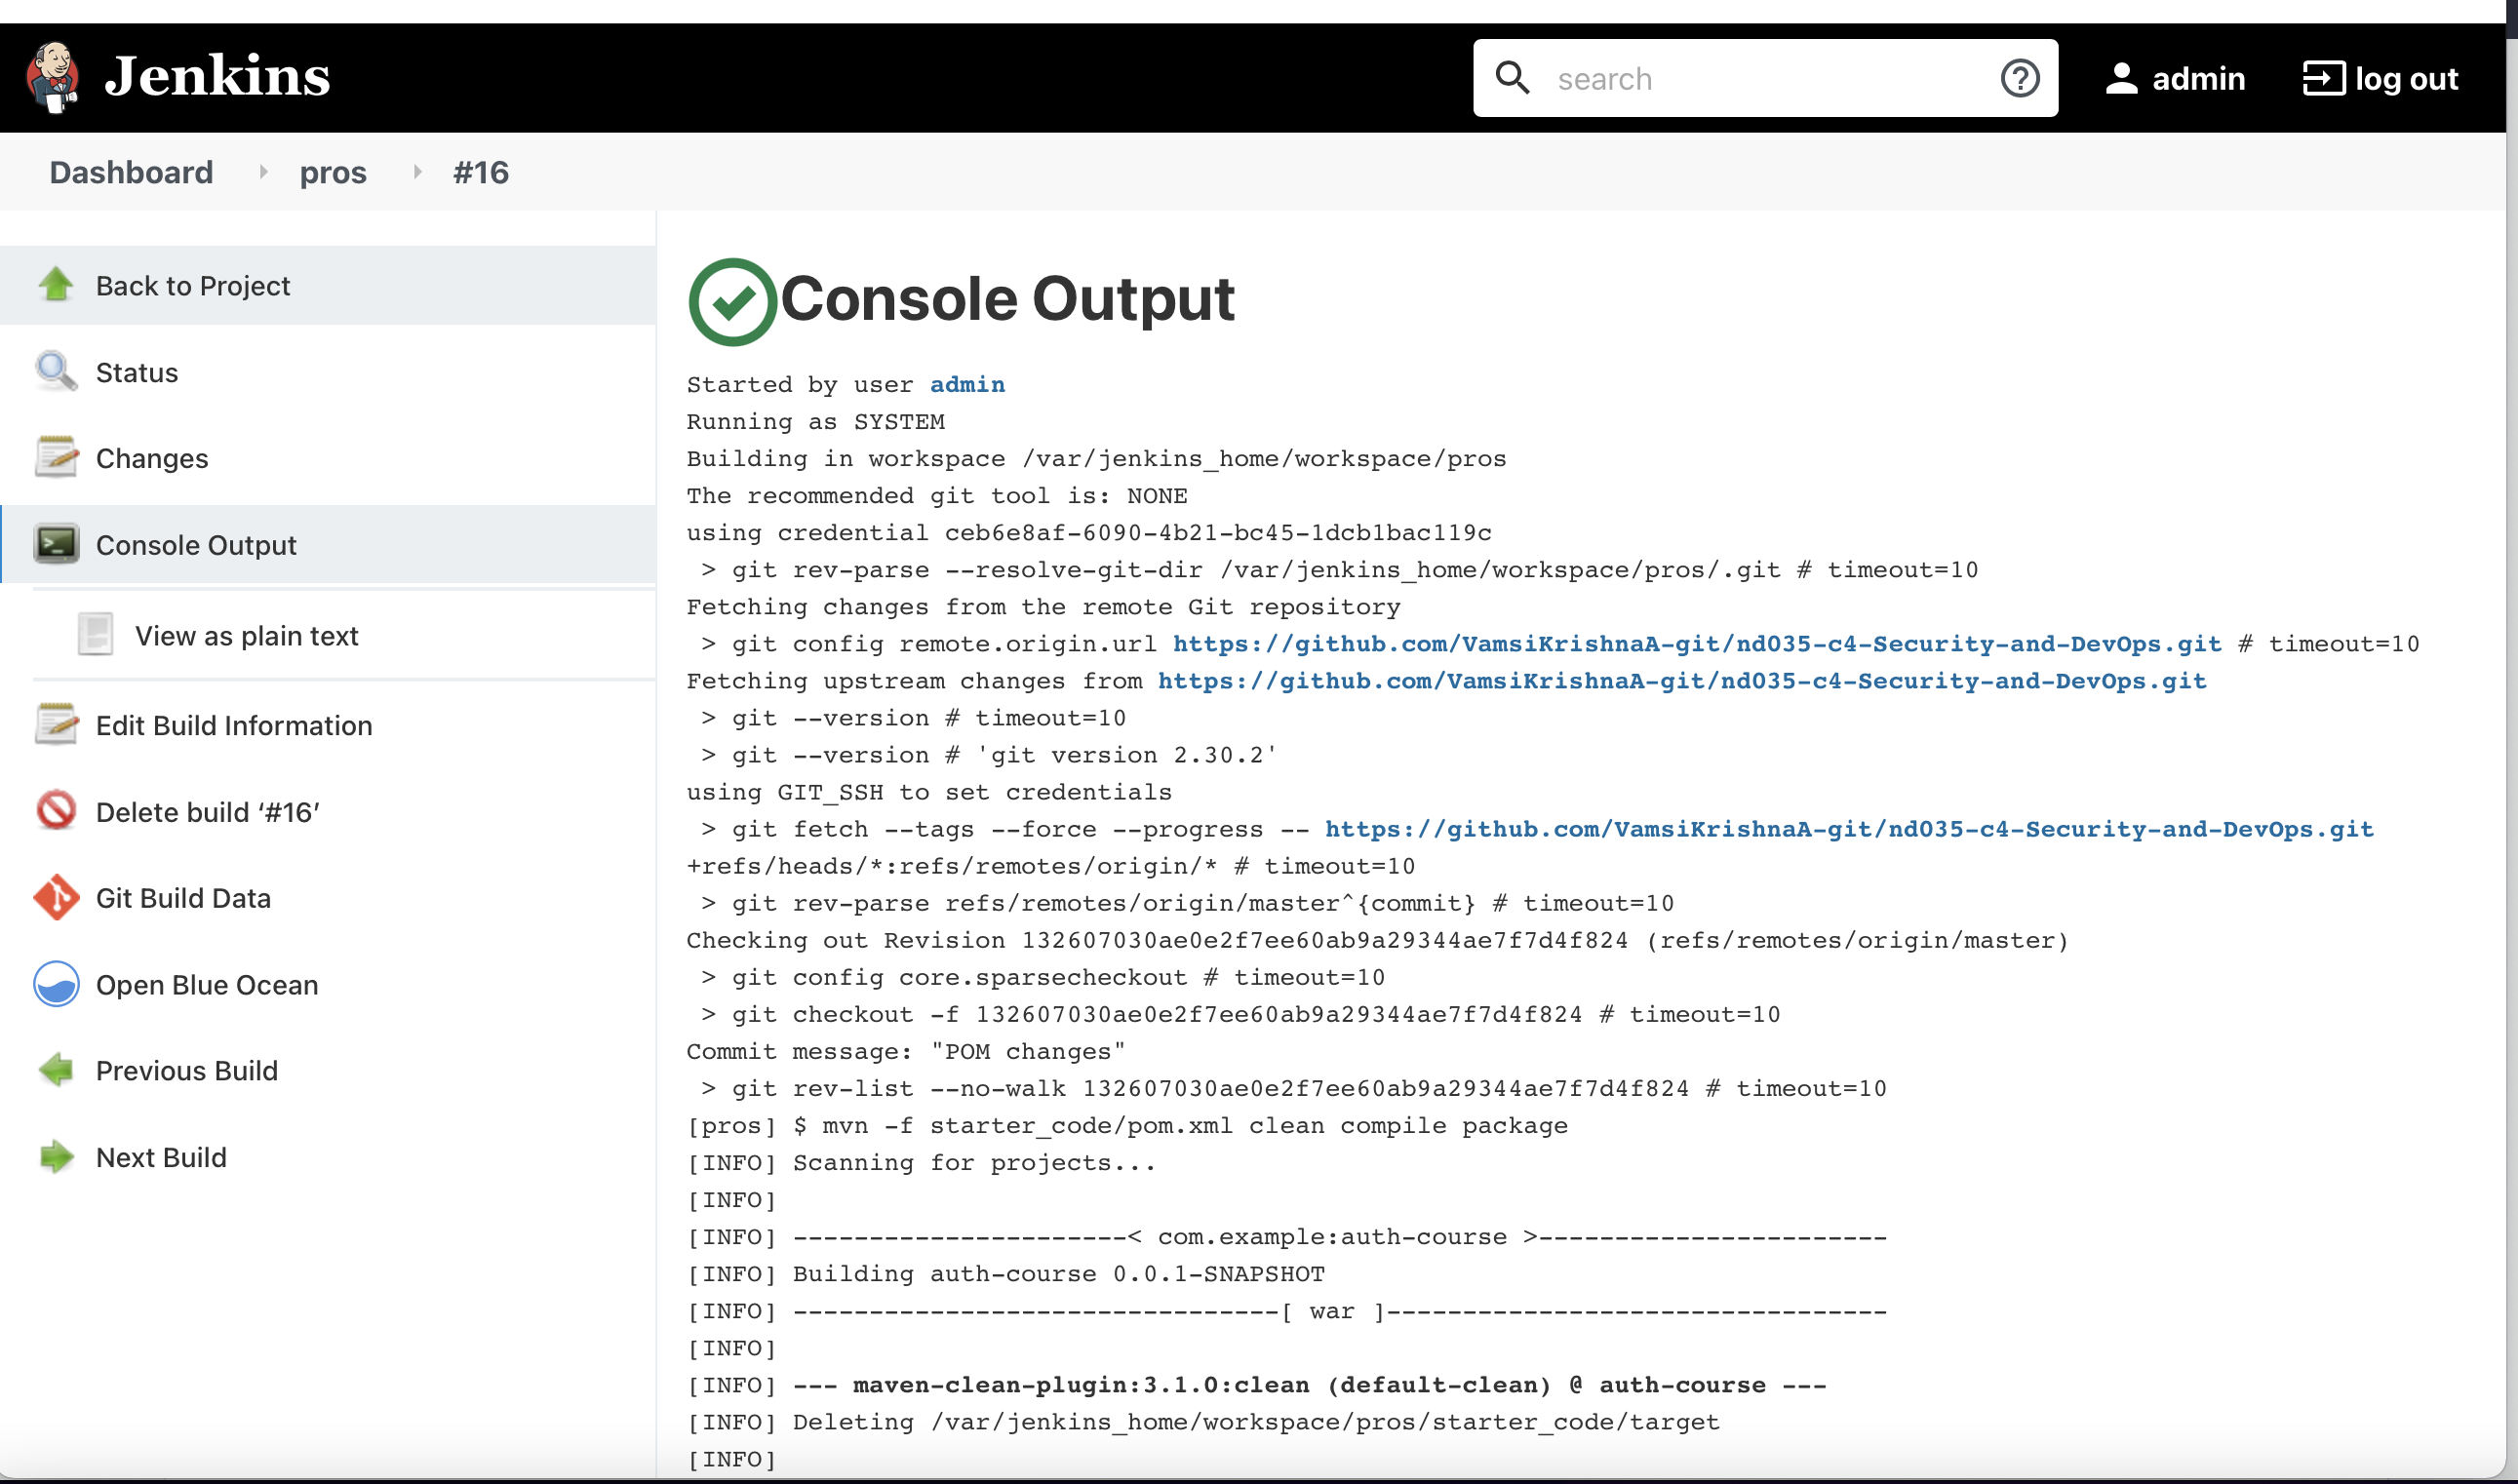 Jenkins
search
admin
log out
Dashboard
pros
#16
Back to Project
Status
Changes
Console Output
View as plain text
Edit Build Information
Delete build ‘#16’
Git Build Data
Open Blue Ocean
Previous Build
Next Build
Console Output
Started by user admin
Running as SYSTEM
Building in workspace /var/jenkins_home/workspace/pros
The recommended git tool is: NONE
using credential ceb6e8af-6090-4b21-bc45-1dcb1bac119c
 > git rev-parse --resolve-git-dir /var/jenkins_home/workspace/pros/.git # timeout=10
Fetching changes from the remote Git repository
 > git config remote.origin.url https://github.com/VamsiKrishnaA-git/nd035-c4-Security-and-DevOps.git # timeout=10
Fetching upstream changes from https://github.com/VamsiKrishnaA-git/nd035-c4-Security-and-DevOps.git
 > git --version # timeout=10
 > git --version # 'git version 2.30.2'
using GIT_SSH to set credentials
 > git fetch --tags --force --progress -- https://github.com/VamsiKrishnaA-git/nd035-c4-Security-and-DevOps.git
+refs/heads/*:refs/remotes/origin/* # timeout=10
 > git rev-parse refs/remotes/origin/master^{commit} # timeout=10
Checking out Revision 132607030ae0e2f7ee60ab9a29344ae7f7d4f824 (refs/remotes/origin/master)
 > git config core.sparsecheckout # timeout=10
 > git checkout -f 132607030ae0e2f7ee60ab9a29344ae7f7d4f824 # timeout=10
Commit message: "POM changes"
 > git rev-list --no-walk 132607030ae0e2f7ee60ab9a29344ae7f7d4f824 # timeout=10
[pros] $ mvn -f starter_code/pom.xml clean compile package
[INFO] Scanning for projects...
[INFO]
[INFO] ----------------------< com.example:auth-course >-----------------------
[INFO] Building auth-course 0.0.1-SNAPSHOT
[INFO] --------------------------------[ war ]---------------------------------
[INFO]
[INFO] --- maven-clean-plugin:3.1.0:clean (default-clean) @ auth-course ---
[INFO] Deleting /var/jenkins_home/workspace/pros/starter_code/target
[INFO]